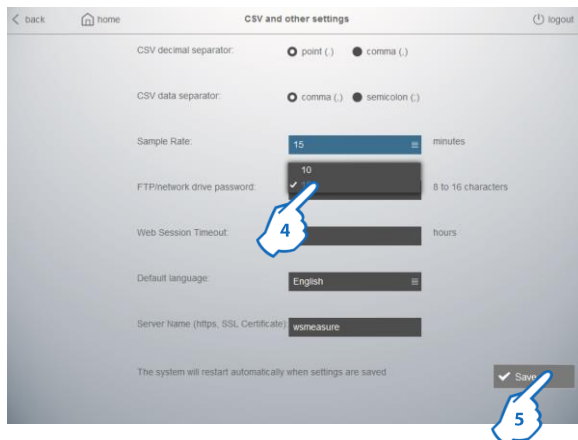 back
home
CSV and other settings
logout
CSV decimal separator:
point (.)
comma (,)
CSV data separator:
comma (,)
semicolon (;)
Sample Rate:
15
minutes
10
FTP/network drive password:
8 to 16 characters
4
Web Session Timeout:
hours
Default language:
English
Server Name (https, SSL Certificate):
wsmeasure
The system will restart automatically when settings are saved
Save
5